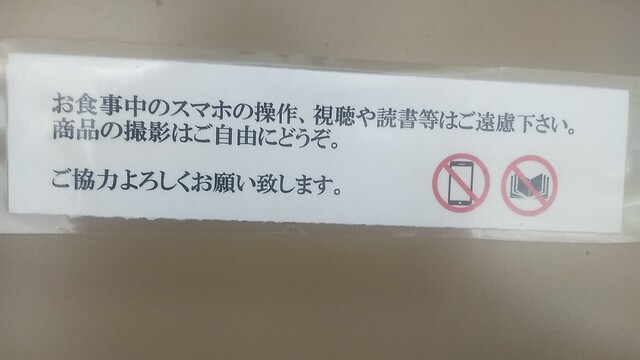 お食事中のスマホの操作、視聴や読書等はご遠慮下さい。
商品の撮影はご自由にどうぞ。
ご協力よろしくお願い致します。